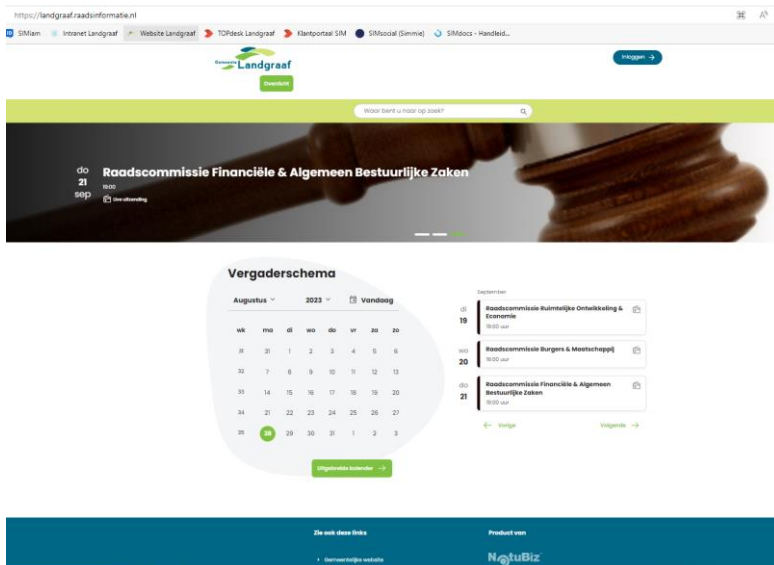 https://landgraaf.raadsinformatie.nl
SIMiam Intranet Landgraaf Website Landgraaf TOPdesk Landgraaf Klantportaal SIM SIMsocial (Simmie) SIMdocs - Handleid...
Gemeente Landgraaf
Inloggen →
Overzicht
Waar bent u naar op zoek?
do
21
sep
Raadscommissie Financiële & Algemeen Bestuurlijke Zaken
19:00
Live uitzending
Vergaderschema
Augustus 2023 Vandaag
wk ma di wo do vr za zo
31 31 1 2 3 4 5 6
32 7 8 9 10 11 12 13
33 14 15 16 17 18 19 20
34 21 22 23 24 25 26 27
35 28 29 30 31 1 2 3
Uitgebreide kalender →
September
di
19
Raadscommissie Ruimtelijke Ontwikkeling &
Economie
19:00 uur
wo
20
Raadscommissie Burgers & Maatschappij
19:00 uur
do
21
Raadscommissie Financiële & Algemeen
Bestuurlijke Zaken
19:00 uur
← Vorige Volgende →
Zie ook deze links
Gemeentelijke website
Product van
NotuBiz